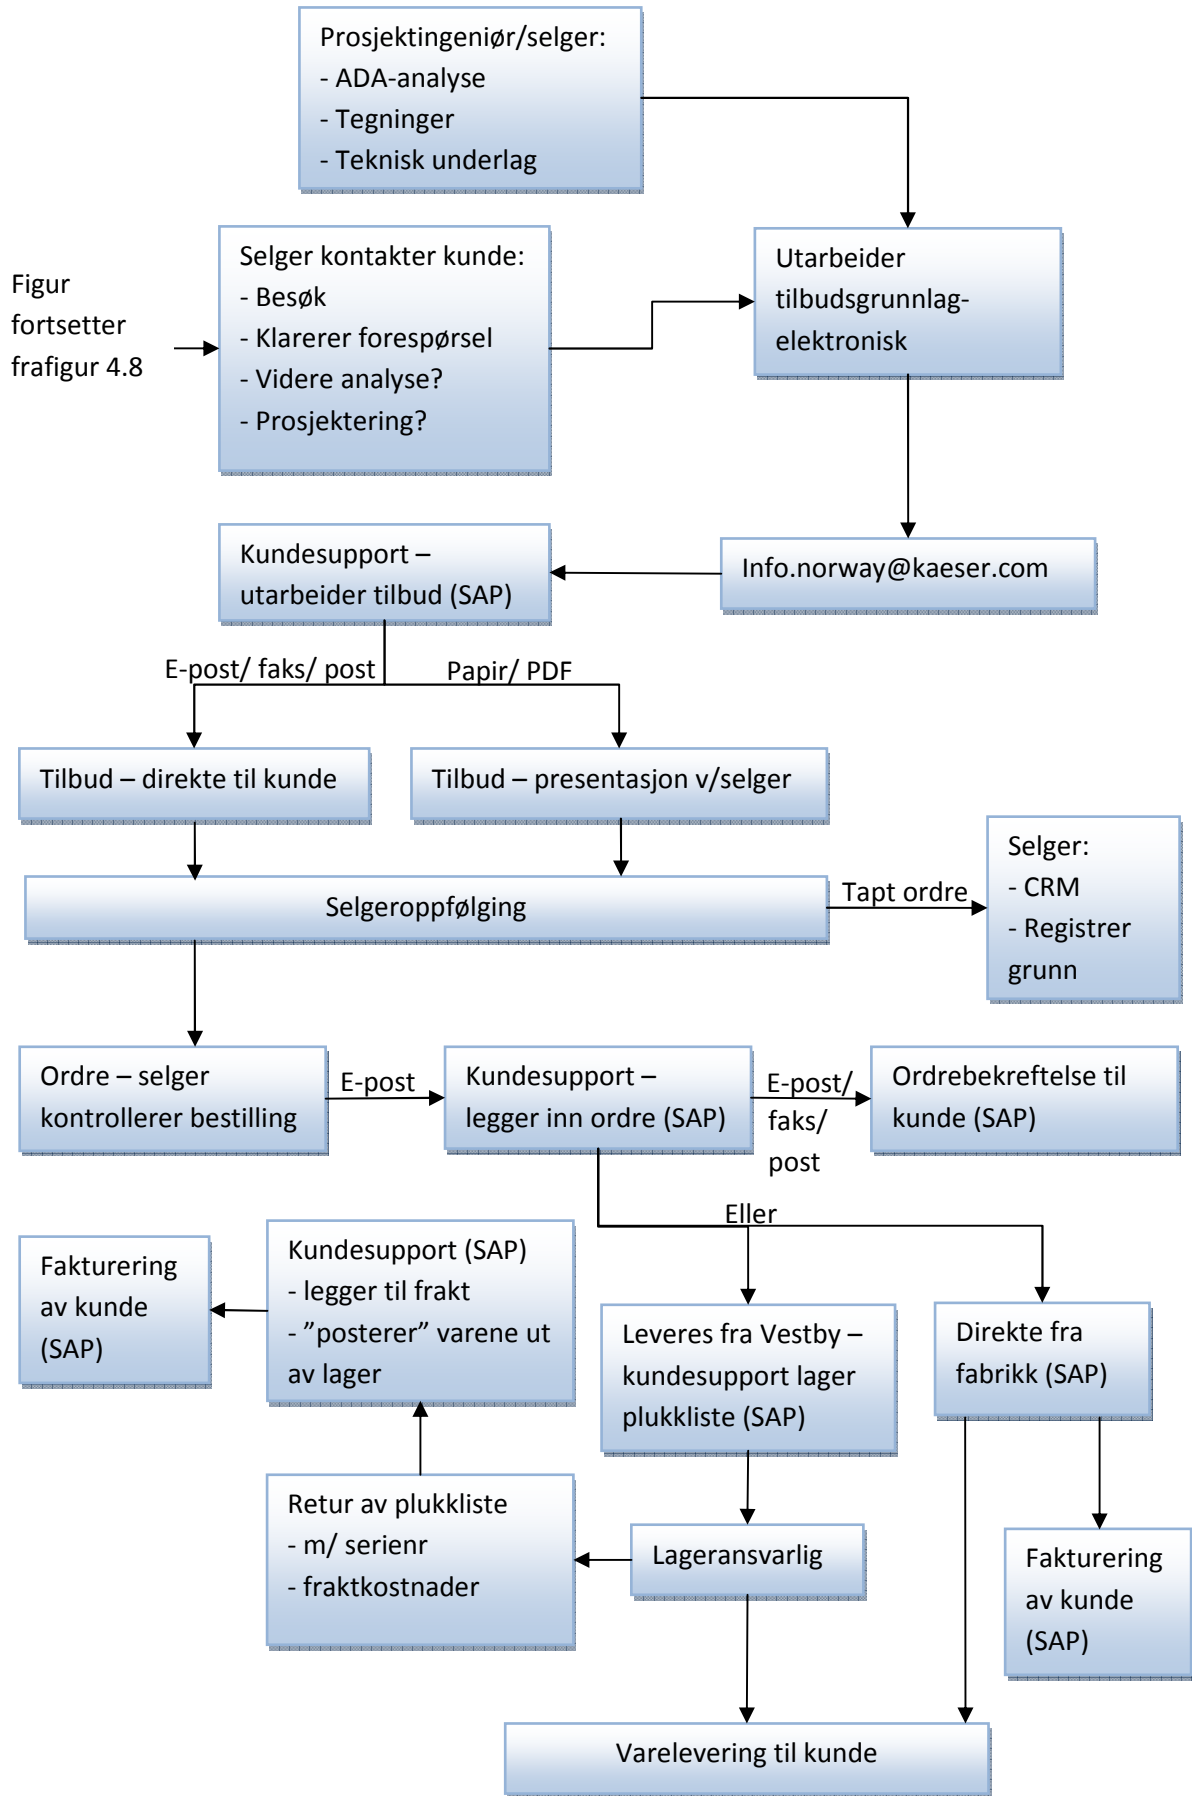 Prosjektingeniør/selger:
- ADA-analyse
- Tegninger
- Teknisk underlag
Figur
fortsetter
frafigur 4.8
Selger kontakter kunde:
- Besøk
- Klarerer forespørsel
- Videre analyse?
- Prosjektering?
Utarbeider
tilbudsgrunnlag-
elektronisk
Kundesupport –
utarbeider tilbud (SAP)
Info.norway@kaeser.com
E-post/ faks/ post
Papir/ PDF
Tilbud – direkte til kunde
Tilbud – presentasjon v/selger
Selgeroppfølging
Tapt ordre
Selger:
- CRM
- Registrer
grunn
Ordre – selger
kontrollerer bestilling
E-post
Kundesupport –
legger inn ordre (SAP)
E-post/
faks/
post
Ordrebekreftelse til
kunde (SAP)
Eller
Fakturering
av kunde
(SAP)
Kundesupport (SAP)
- legger til frakt
- ”posterer” varene ut
av lager
Leveres fra Vestby –
kundesupport lager
plukkliste (SAP)
Direkte fra
fabrikk (SAP)
Retur av plukkliste
- m/ serienr
- fraktkostnader
Lageransvarlig
Fakturering
av kunde
(SAP)
Varelevering til kunde